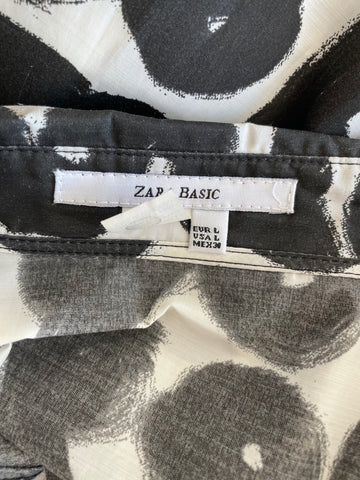 ZARA BASIC
EUR L
USA L
MEX 30